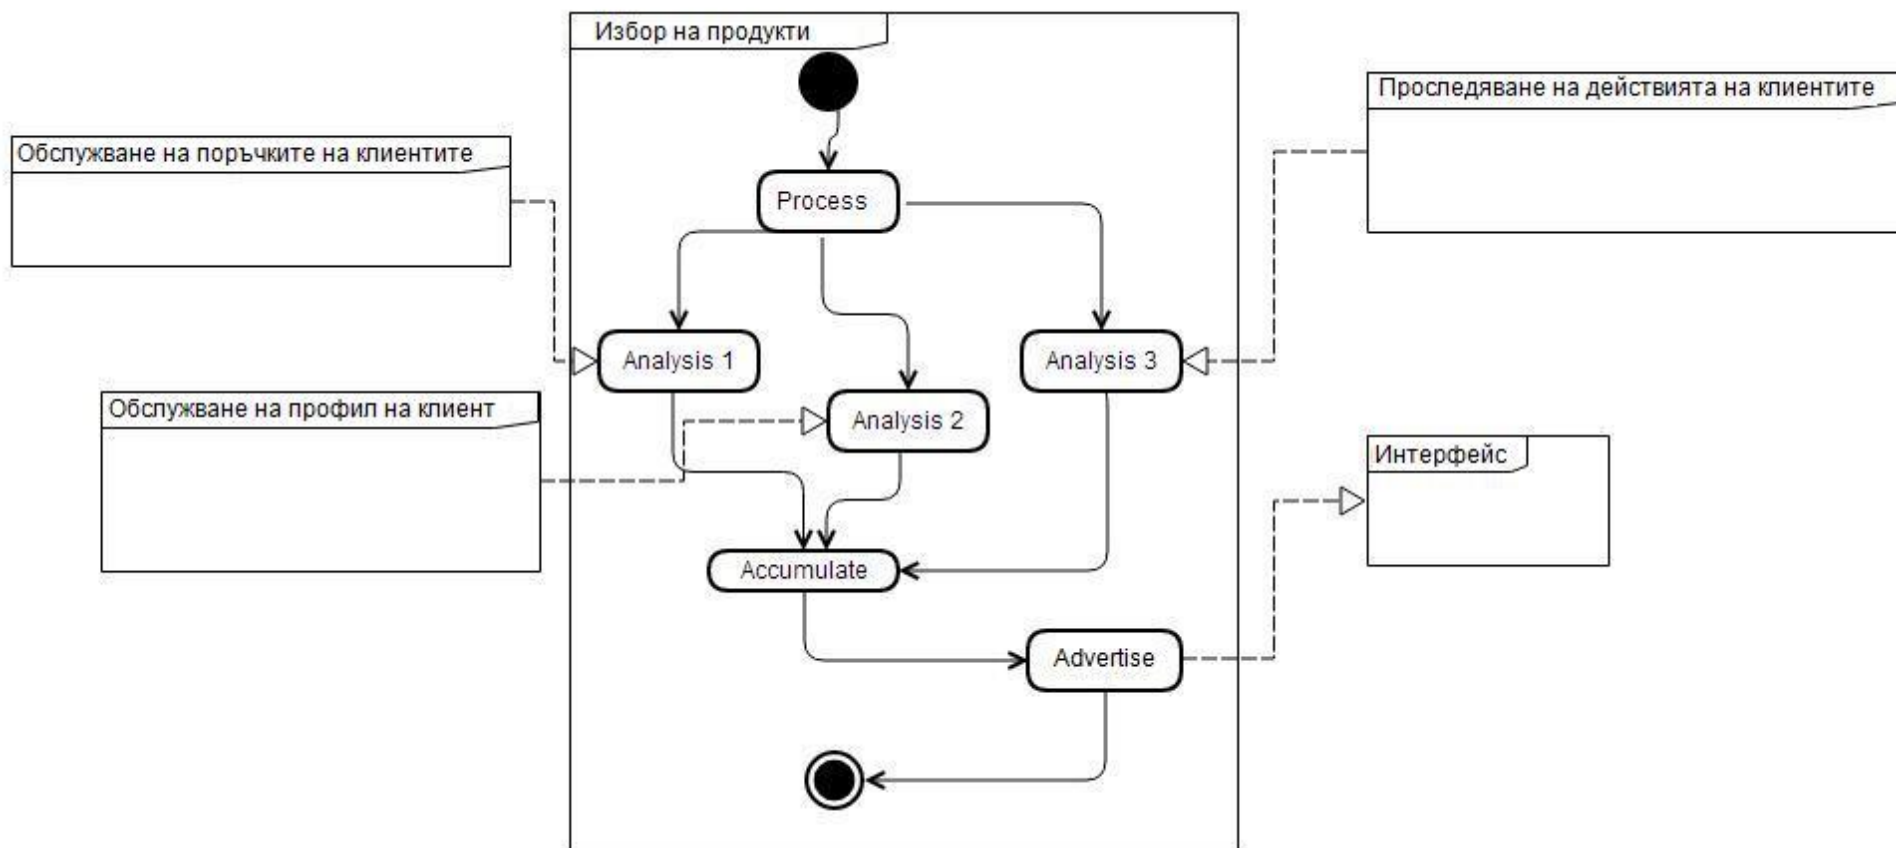 Избор на продукти
Проследяване на действията на клиентите
Обслужване на поръчките на клиентите
Process
Analysis 1
Analysis 3
Обслужване на профил на клиент
Analysis 2
Интерфейс
Accumulate
Advertise